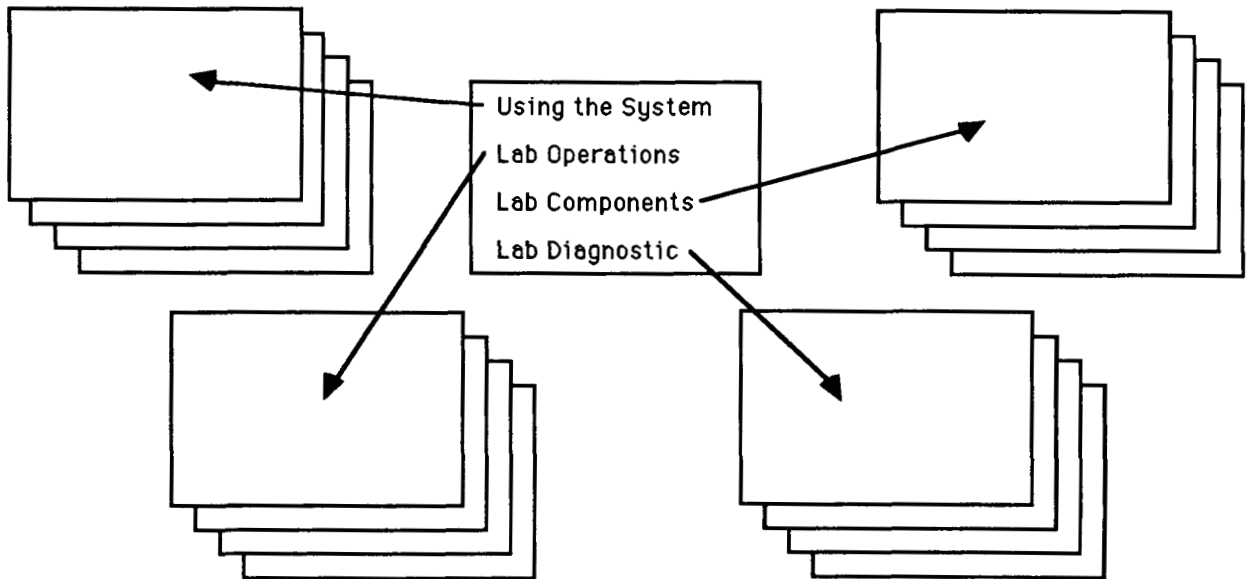 Using the System
Lab Operations
Lab Components
Lab Diagnostic